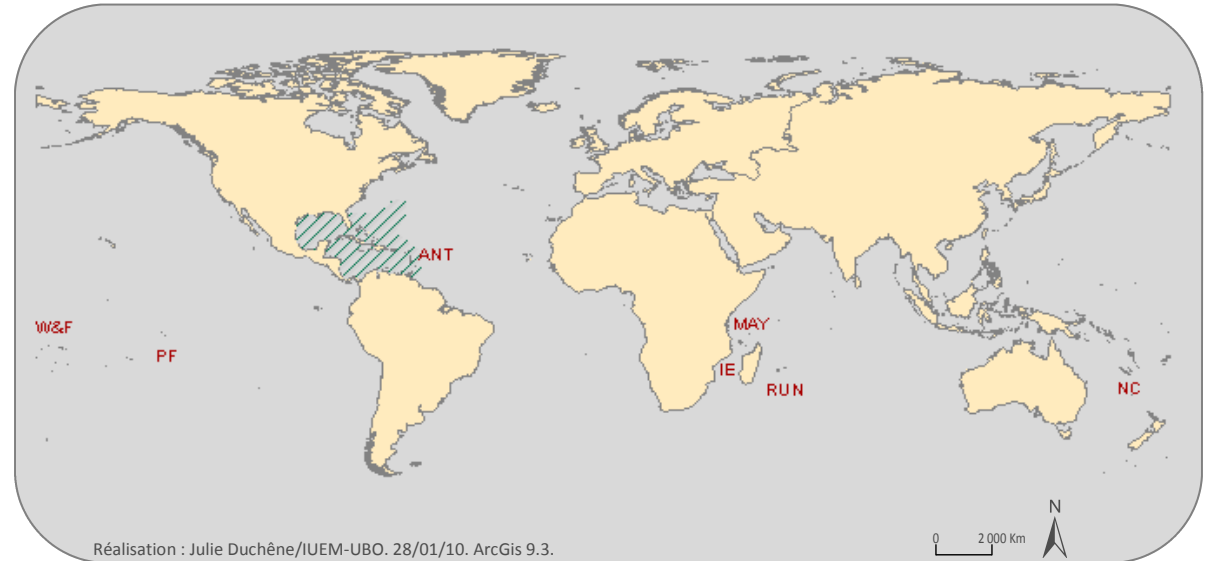 ANT
W&F
MAY
PF
IE
RUN
NC
N
0 2 000 Km
Réalisation : Julie Duchêne/IUEM-UBO. 28/01/10. ArcGis 9.3.